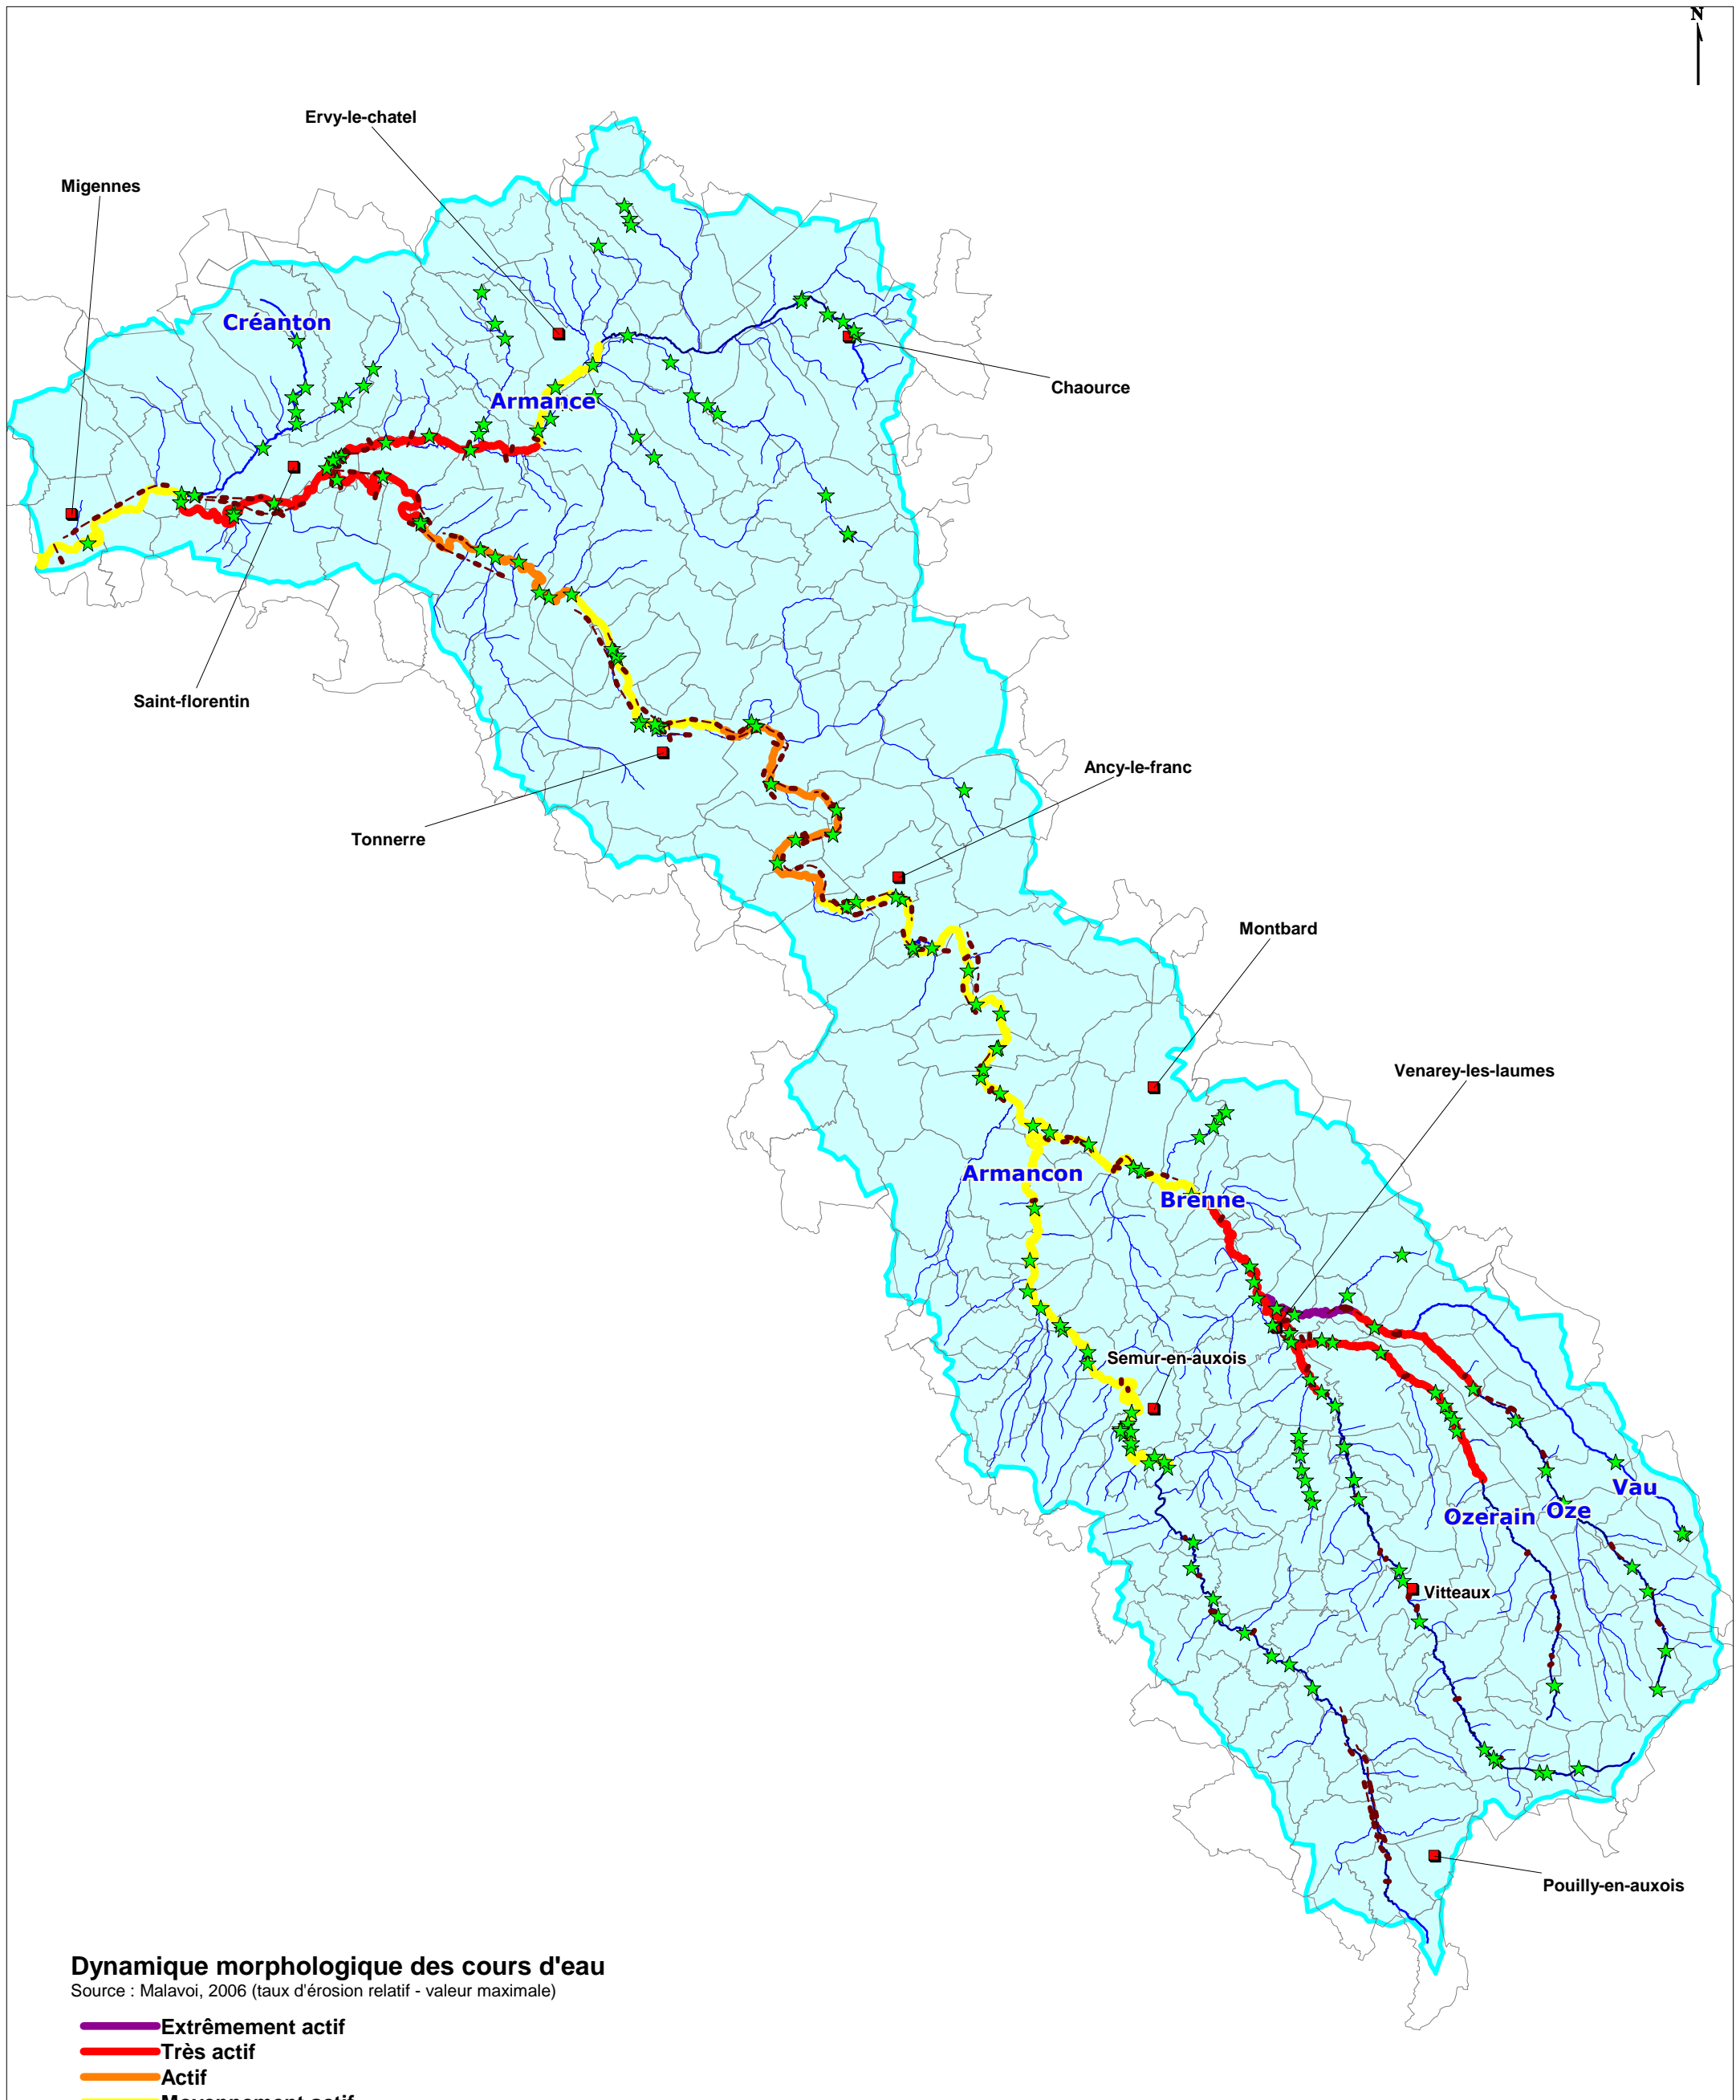 N
Ervy-le-chatel
Migennes
Créanton
Chaource
Armance
Saint-florentin
Ancy-le-franc
Tonnerre
Montbard
Venarey-les-laumes
Armancon
Brenne
Semur-en-auxois
Vau
Oze
Ozerain
Vitteaux
Pouilly-en-auxois
Dynamique morphologique des cours d'eau
Source : Malavoi, 2006 (taux d'érosion relatif - valeur maximale)
Extrêmement actif
Très actif
Actif
Moyennement actif